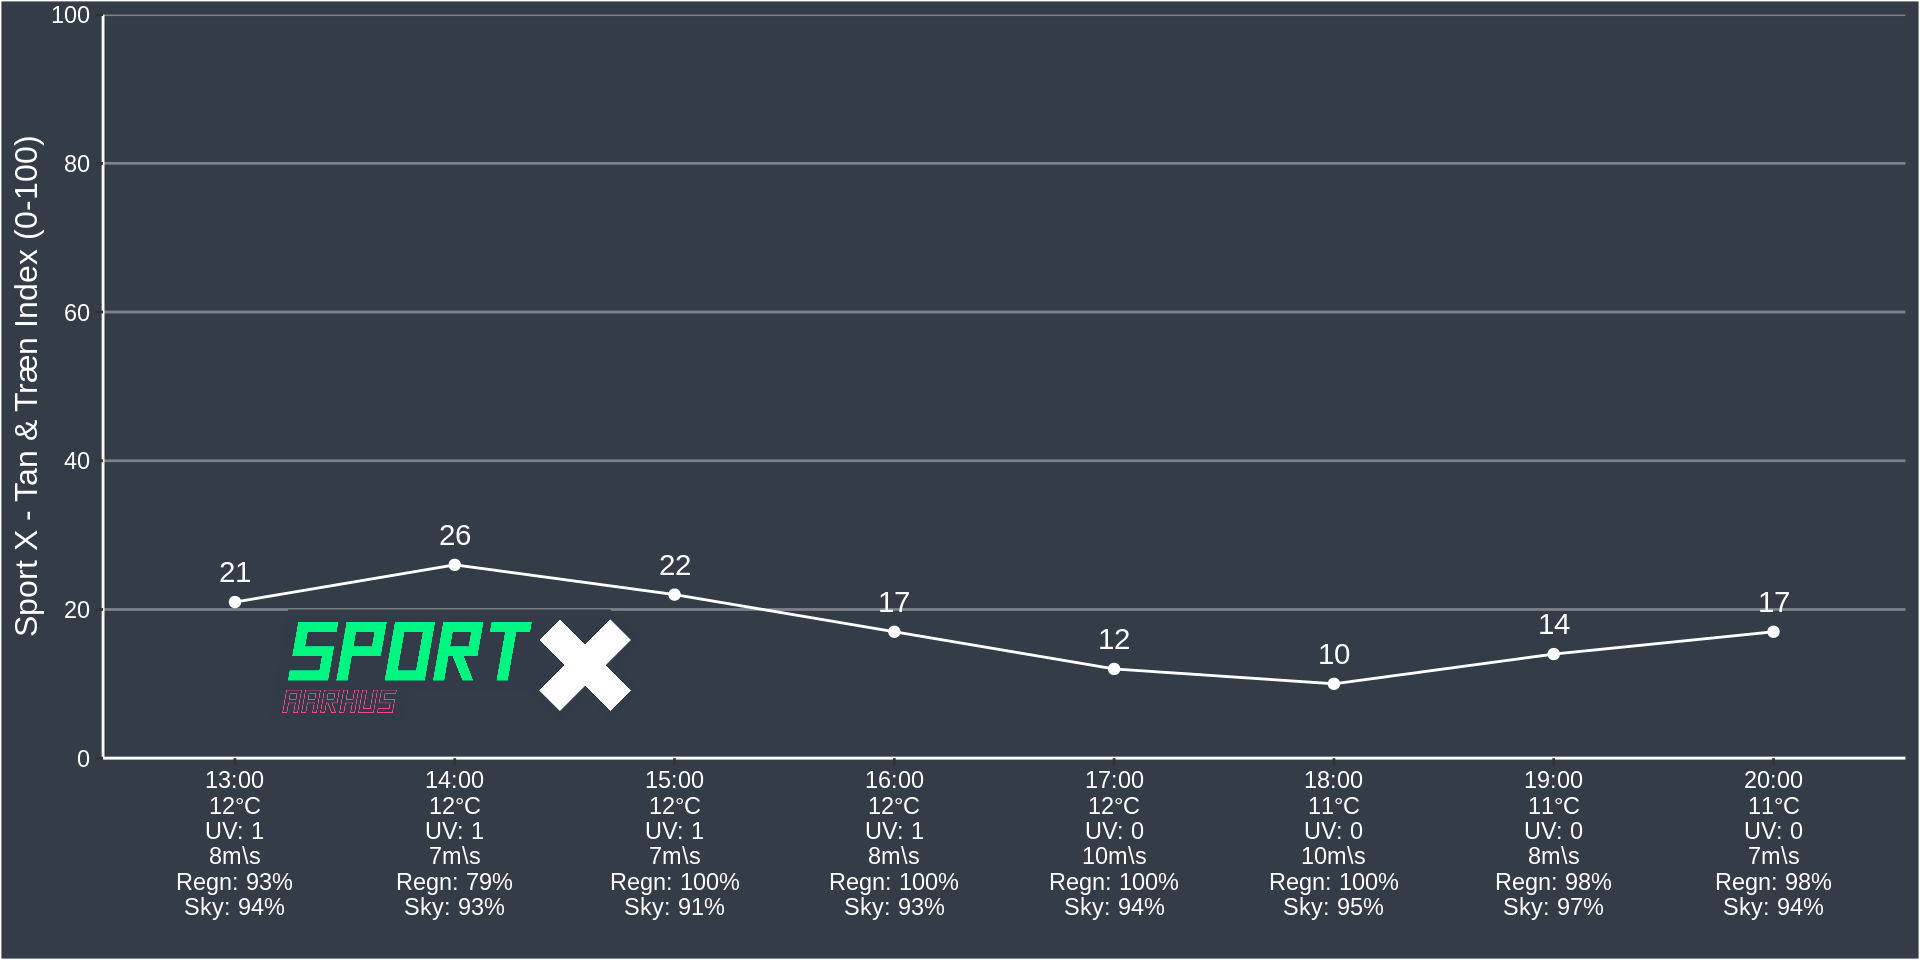 Sport X - Tan & Træn Index (0-100)
100
80
60
40
20
0
21
26
22
17
12
10
14
17
SPORT X
AARHUS
13:00
12°C
UV: 1
8m\s
Regn: 93%
Sky: 94%
14:00
12°C
UV: 1
7m\s
Regn: 79%
Sky: 93%
15:00
12°C
UV: 1
7m\s
Regn: 100%
Sky: 91%
16:00
12°C
UV: 1
8m\s
Regn: 100%
Sky: 93%
17:00
12°C
UV: 0
10m\s
Regn: 100%
Sky: 94%
18:00
11°C
UV: 0
10m\s
Regn: 100%
Sky: 95%
19:00
11°C
UV: 0
8m\s
Regn: 98%
Sky: 97%
20:00
11°C
UV: 0
7m\s
Regn: 98%
Sky: 94%